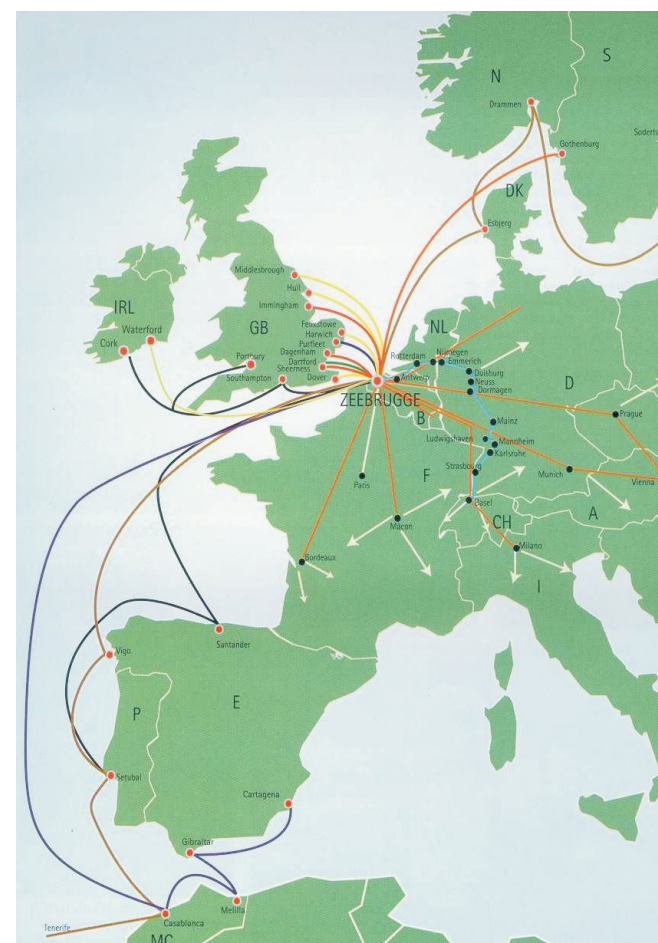 S
N
Drammen
Gothenburg
Soderta
DK
Esbjerg
Middlesbrough
Hull
Immingham
IRL
Waterford
Cork
GB
Felixstowe
Harwich
Purfleet
Dagenham
Dartford
Sheerness
Dover
Portbury
Southampton
NL
Rotterdam
Nijmegen
Emmerich
Duisburg
Neuss
Dormagen
Antwerp
ZEEBRUGGE
B
D
Prague
Mainz
Ludwigshaven
Mannheim
Karlsruhe
Strasbourg
Munich
Vienna
Paris
F
Basel
Macon
CH
A
Milano
Bordeaux
I
Santander
Vigo
E
P
Setubal
Cartagena
Gibraltar
Melilla
Casablanca
Tenerife
MC